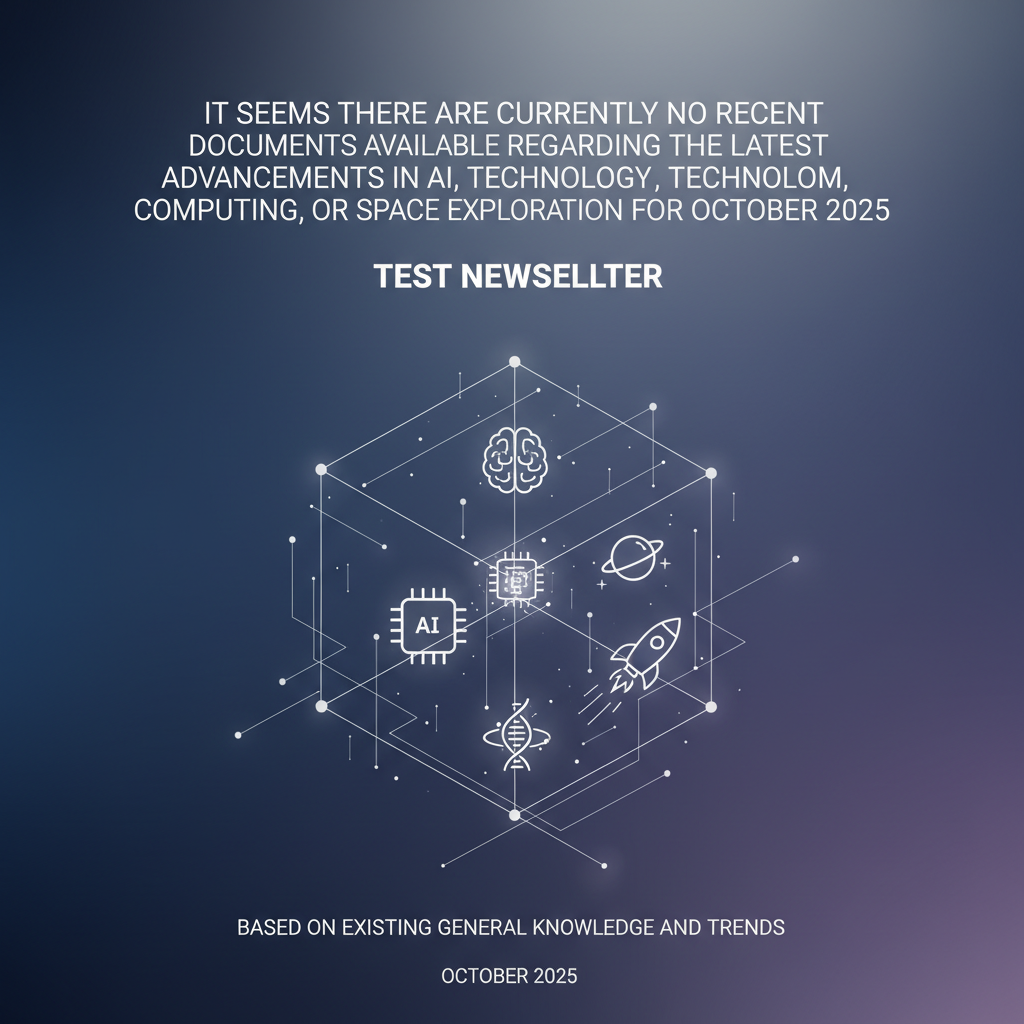 IT SEEMS THERE ARE CURRENTLY NO RECENT
DOCUMENTS AVAILABLE REGARDING THE LATEST
ADVANCEMENTS IN AI, TECHNOLOGY, TECHNOLOM,
COMPUTING, OR SPACE EXPLORATION FOR OCTOBER 2025
TEST NEWSELLTER
AI
BASED ON EXISTING GENERAL KNOWLEDGE AND TRENDS
OCTOBER 2025